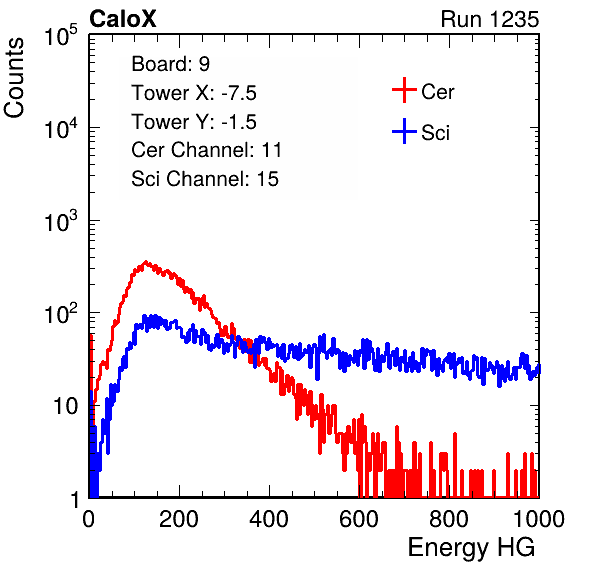 CaloX Run 1235
Counts
10^5
10^4
10^3
10^2
10
1
Board: 9
Tower X: -7.5
Tower Y: -1.5
Cer Channel: 11
Sci Channel: 15
Cer
Sci
0 200 400 600 800 1000
Energy HG